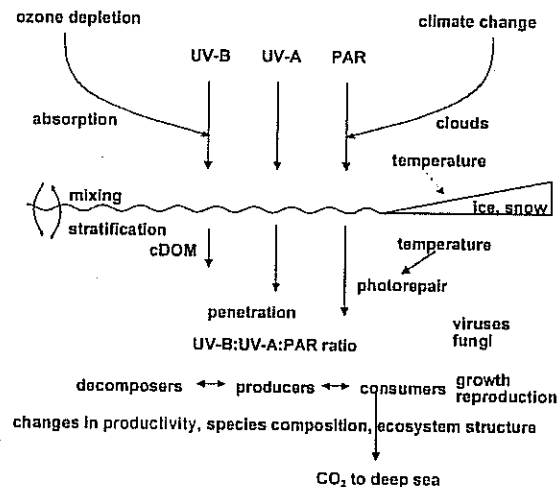 ozone depletion
climate change
UV-B
UV-A
PAR
absorption
clouds
temperature
mixing
ice, snow
stratification
cDOM
temperature
photorepair
penetration
viruses
fungi
UV-B:UV-A:PAR ratio
decomposers
producers
consumers
growth
reproduction
changes in productivity, species composition, ecosystem structure
CO₂ to deep sea